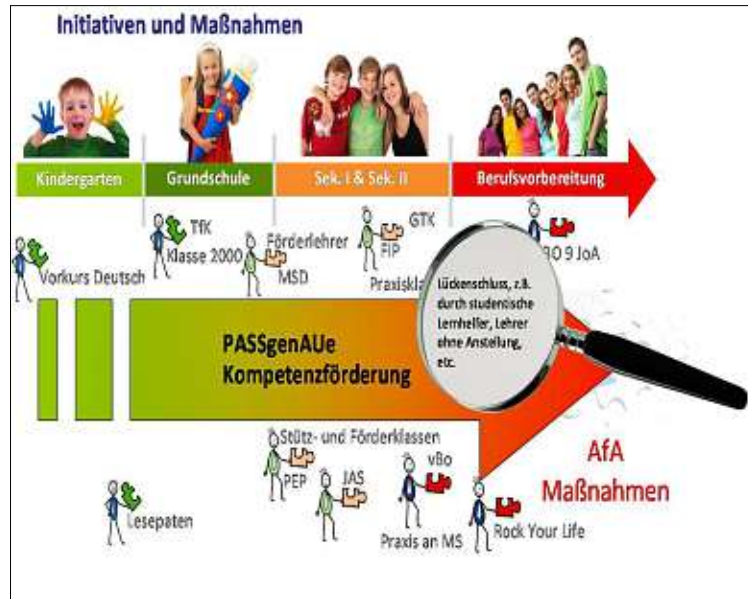 Initiativen und Maßnahmen
Kindergarten
Grundschule
Sek. I & Sek. II
Berufsvorbereitung
TfK
Klasse 2000
Förderlehrer
MSD
GTK
FIP
Praxiskla
BO 9 JoA
Vorkurs Deutsch
Lückenschluss, z.B.
durch studentische
Lernhelfer, Lehrer
ohne Anstellung,
etc.
PASSgenAUe
Kompetenzförderung
Stütz- und Förderklassen
PEP
JAS
vBo
AfA
Maßnahmen
Lesepaten
Praxis an MS
Rock Your Life